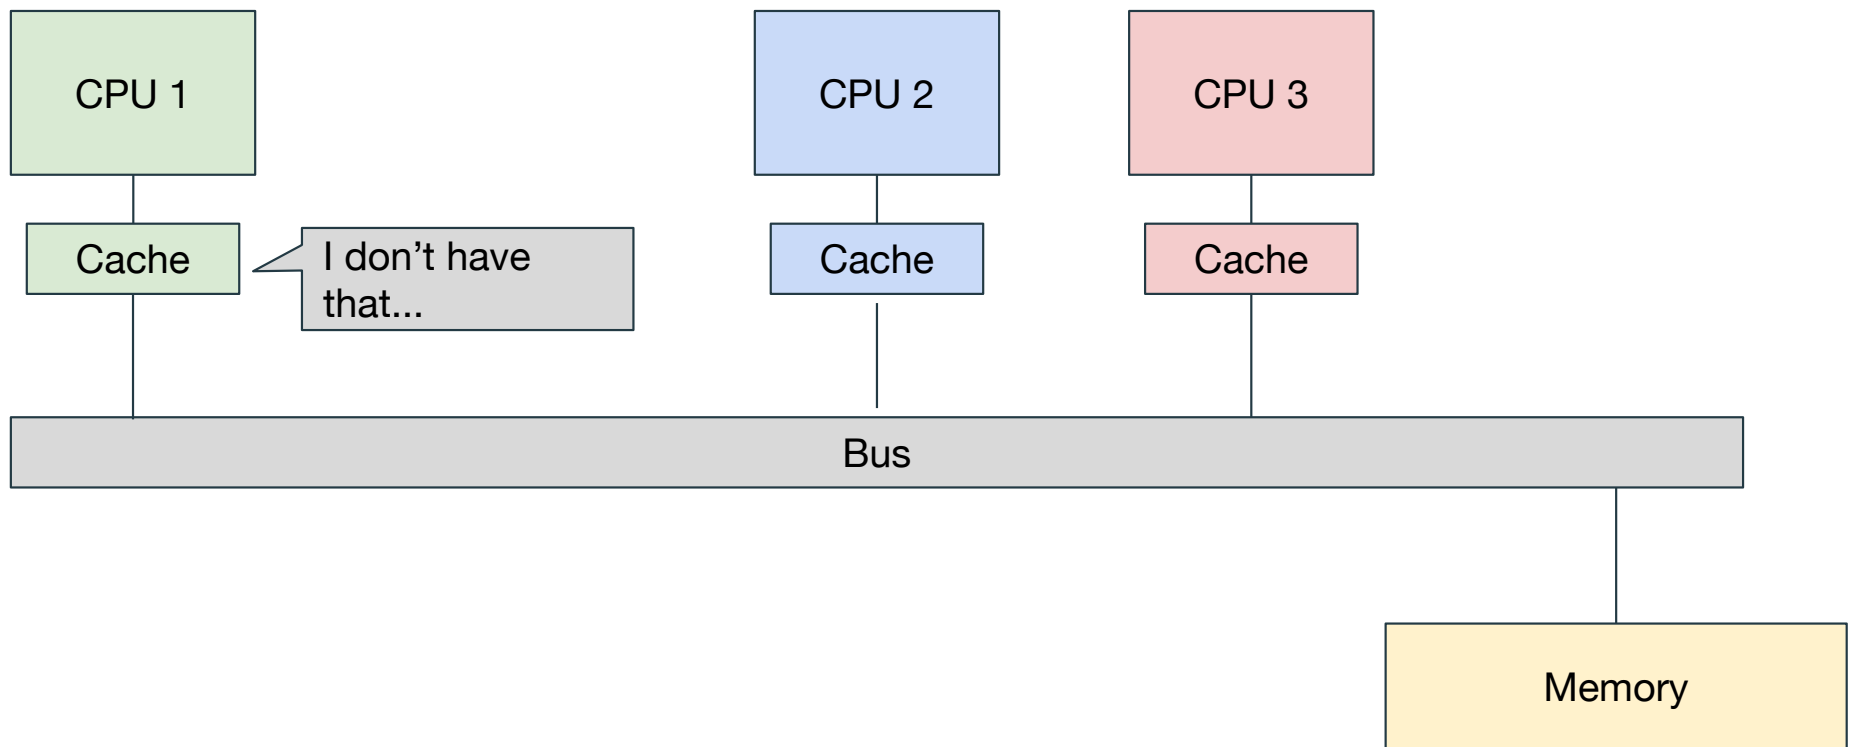 CPU 1
CPU 2
CPU 3
Cache
I don’t have
that...
Cache
Cache
Bus
Memory